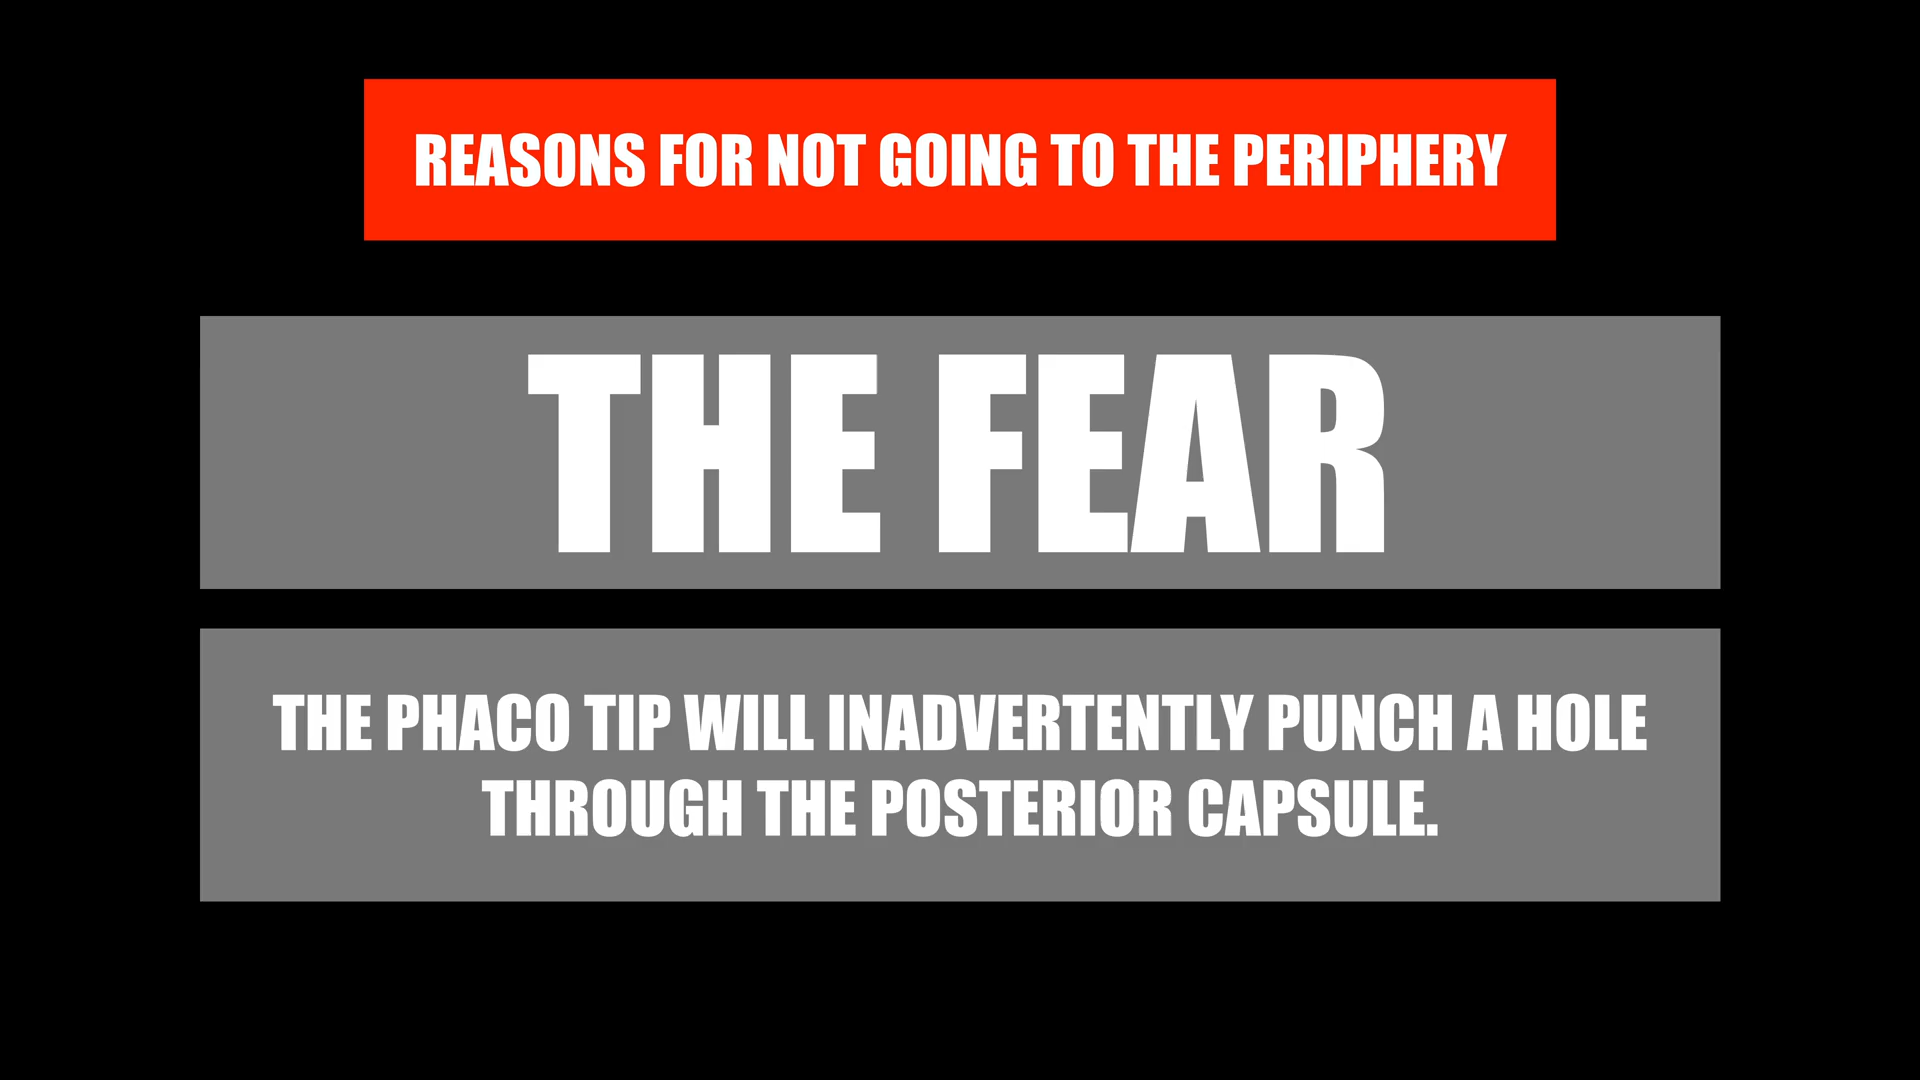 REASONS FOR NOT GOING TO THE PERIPHERY
THE FEAR
THE PHACO TIP WILL INADVERTENTLY PUNCH A HOLE
THROUGH THE POSTERIOR CAPSULE.